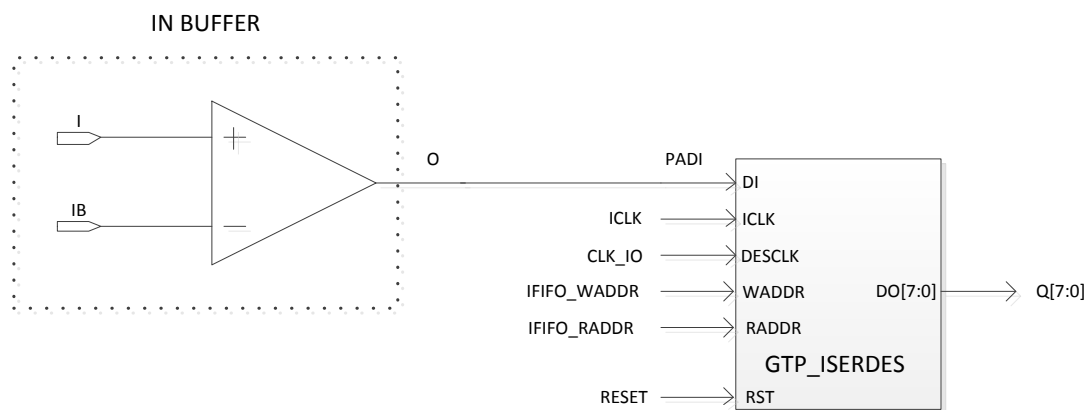 IN BUFFER
I
IB
+
−
O
PADI
DI
ICLK
ICLK
CLK_IO
DESCLK
IFIFO_WADDR
WADDR
DO[7:0]
Q[7:0]
IFIFO_RADDR
RADDR
GTP_ISERDES
RESET
RST